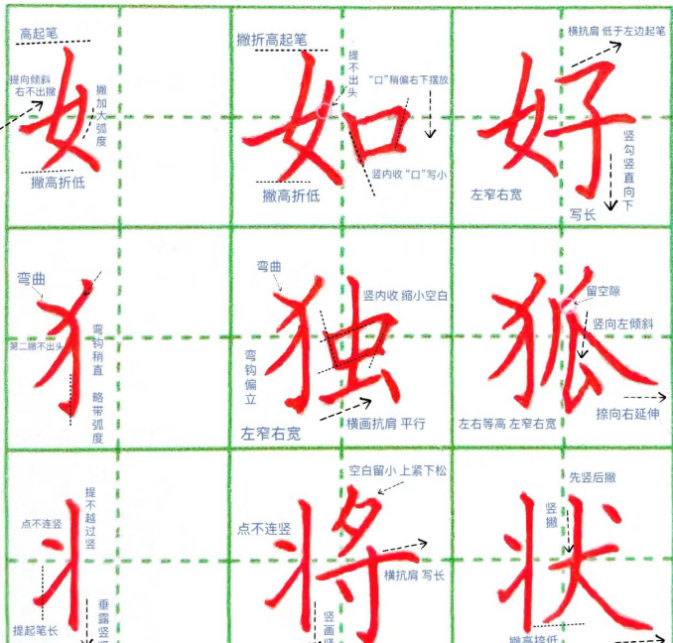 高起笔
提向倾斜
右不出撇
撇加大弧度
撇高折低
女
撇折高起笔
提不出头
“口”稍偏右下摆放
竖内收 “口”写小
撇高折低
如
横抗肩 低于左边起笔
竖勾竖直向下
左窄右宽
写长
好
弯曲
第二撇不出头
弯钩稍直 略带弧度
犭
弯曲
竖内收 缩小空白
弯钩偏立
横画抗肩 平行
左窄右宽
独
留空隙
竖向左倾斜
左右等高 左窄右宽
捺向右延伸
狐
提不越过竖
点不连竖
提起笔长
垂露竖
丬
空白留小 上紧下松
点不连竖
横抗肩 写长
竖画
将
先竖后撇
竖撇
撇高捺低
状